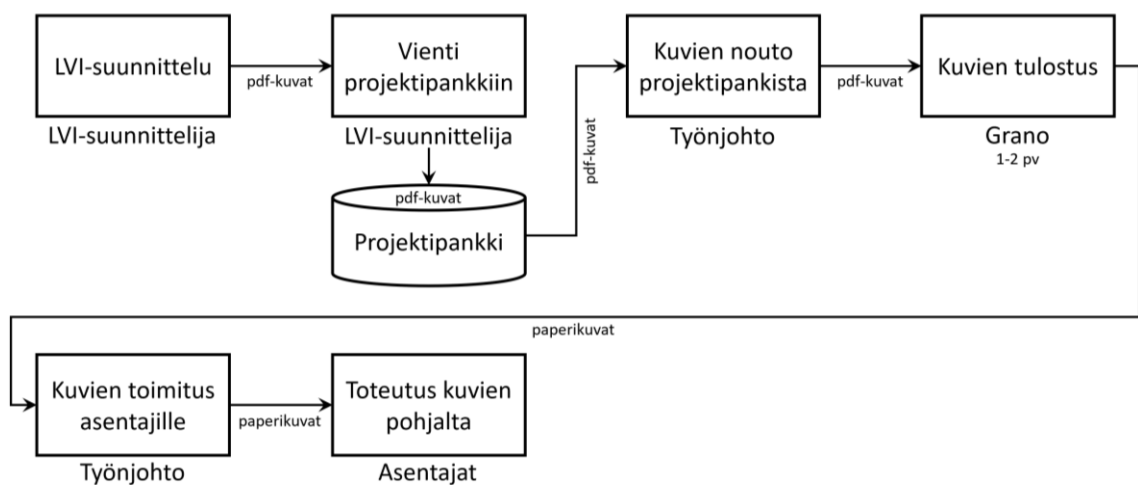 LVI-suunnittelu
LVI-suunnittelija
pdf-kuvat
Vienti
projektipankkiin
LVI-suunnittelija
pdf-kuvat
Projektipankki
pdf-kuvat
Kuvien nouto
projektipankista
Työnjohto
pdf-kuvat
Kuvien tulostus
Grano
1-2 pv
paperikuvat
Kuvien toimitus
asentajille
Työnjohto
paperikuvat
Toteutus kuvien
pohjalta
Asentajat